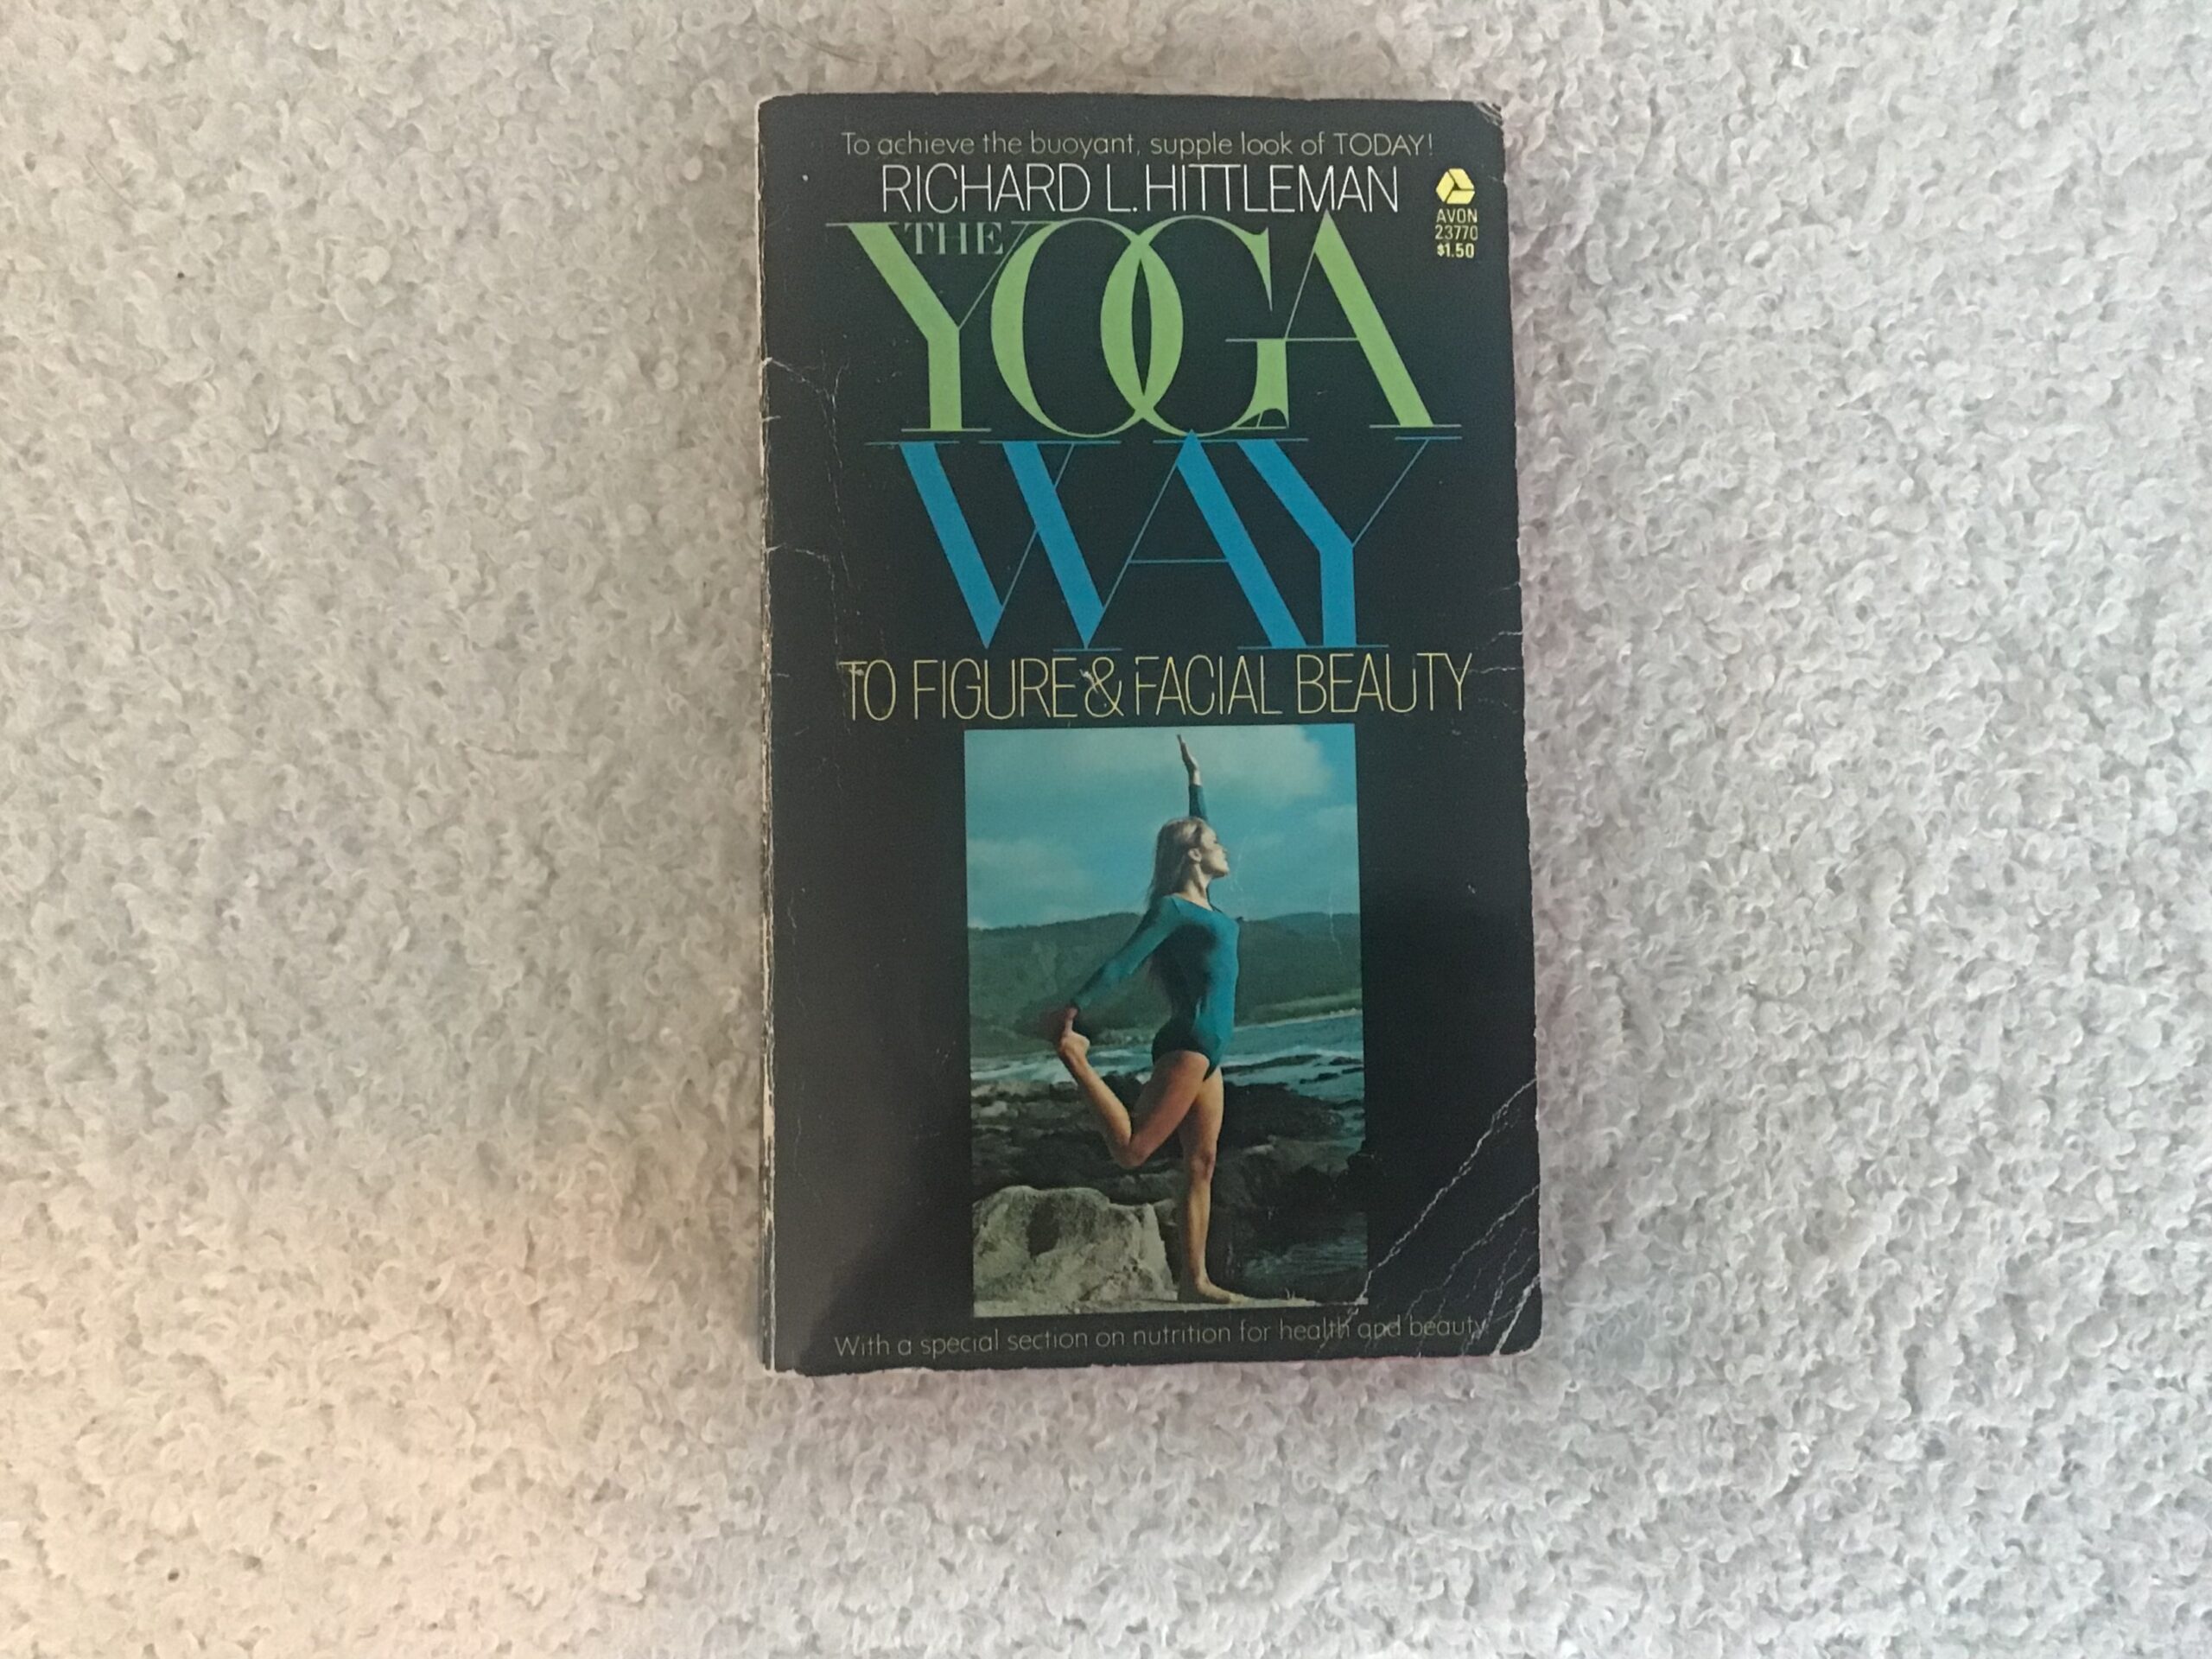 To achieve the buoyant, supple look of TODAY!
RICHARD L. HITTLEMAN
AVON
23770
$1.50
THE
YOGA
WAY
TO FIGURE & FACIAL BEAUTY
With a special section on nutrition for health and beauty.